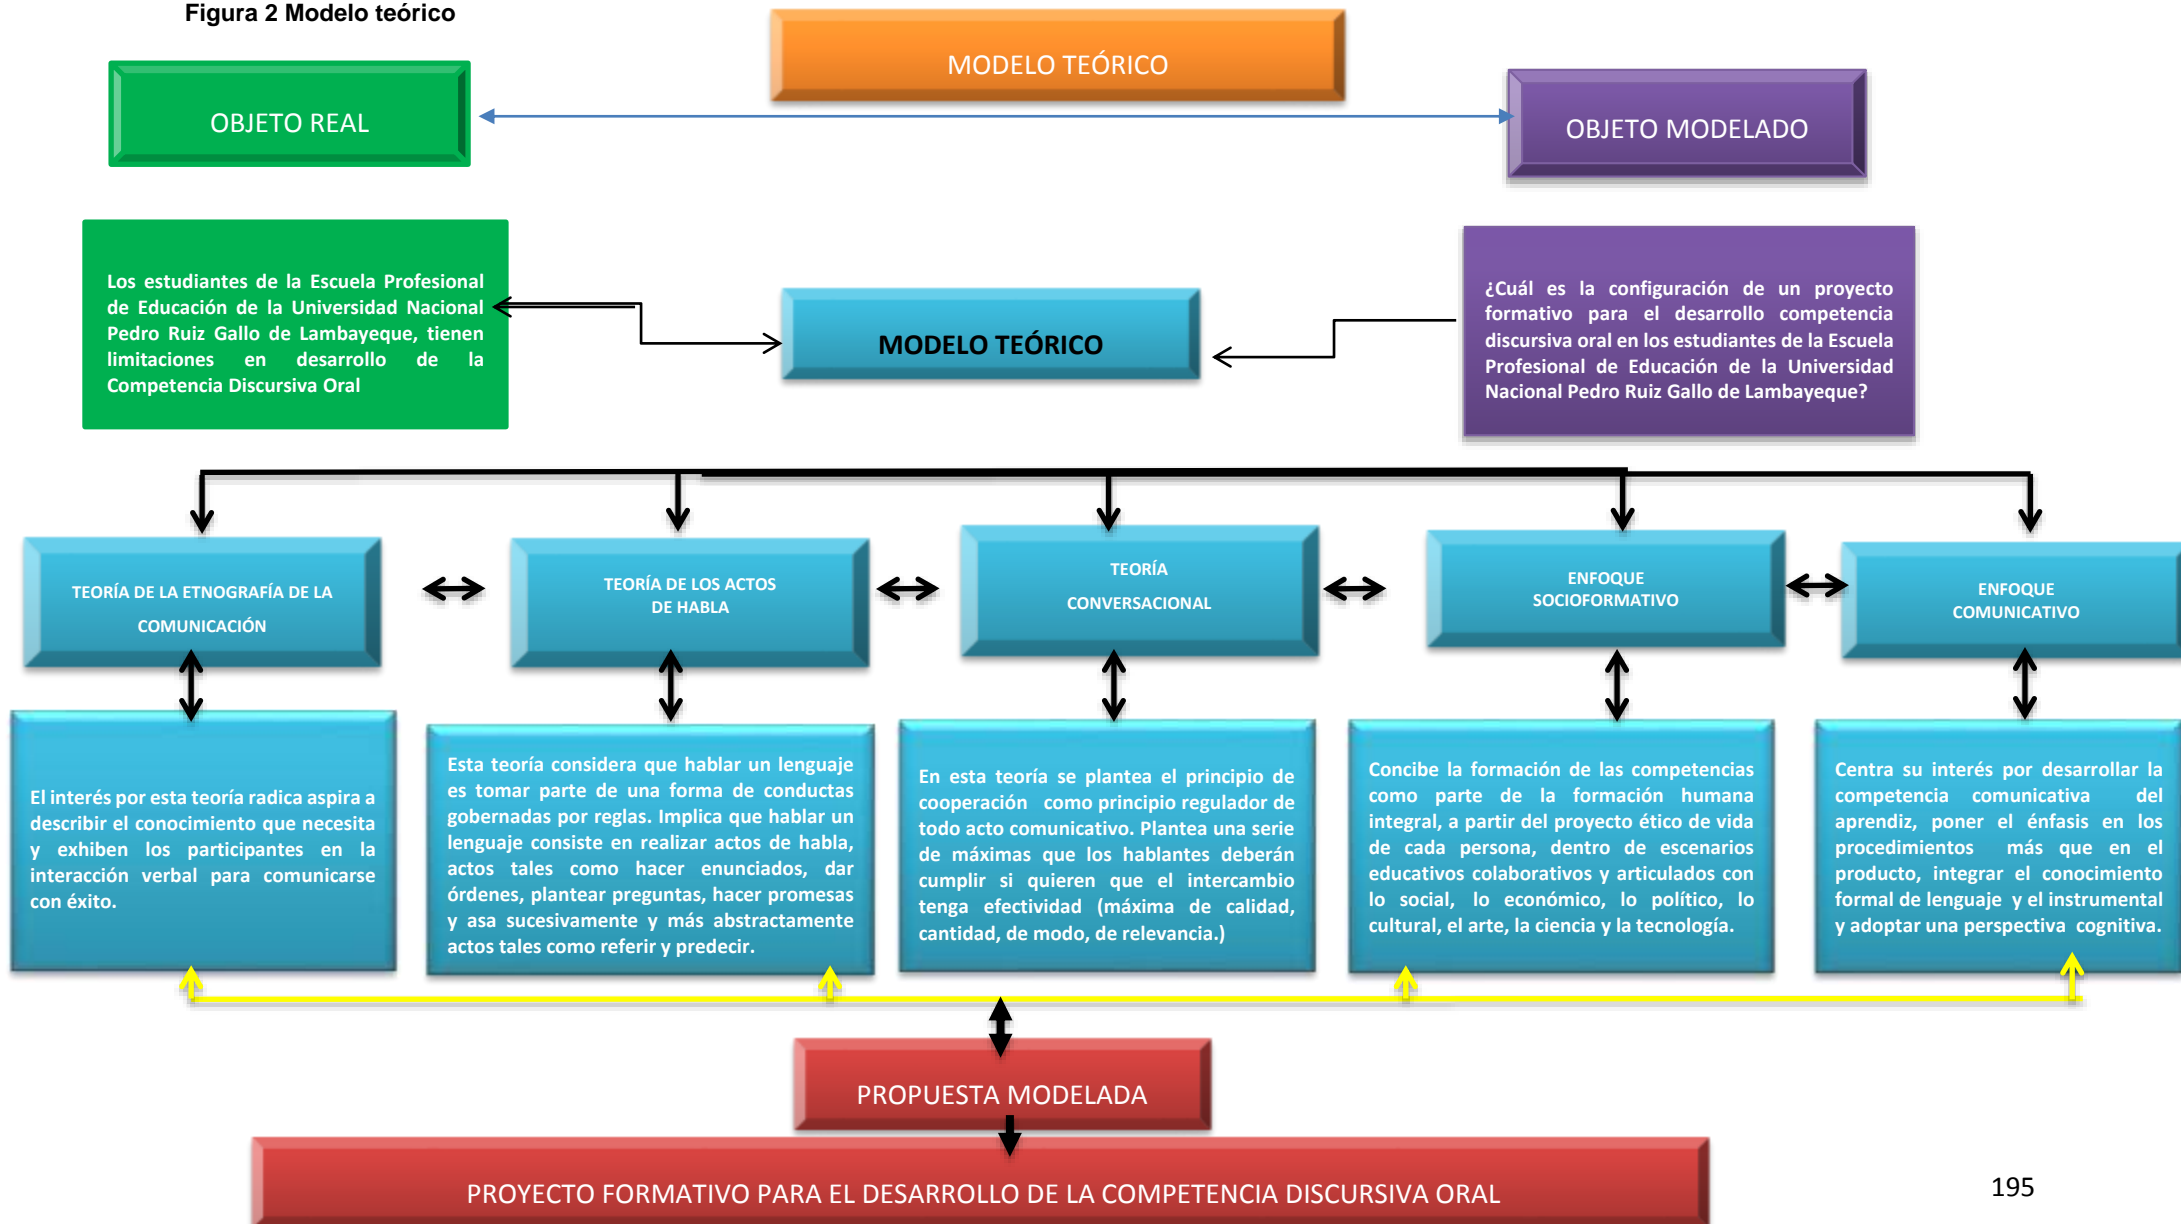 Figura 2 Modelo teórico
MODELO TEÓRICO
OBJETO REAL
OBJETO MODELADO
Los estudiantes de la Escuela Profesional
de Educación de la Universidad Nacional
Pedro Ruiz Gallo de Lambayeque, tienen
limitaciones en desarrollo de la
Competencia Discursiva Oral
MODELO TEÓRICO
¿Cuál es la configuración de un proyecto
formativo para el desarrollo competencia
discursiva oral en los estudiantes de la Escuela
Profesional de Educación de la Universidad
Nacional Pedro Ruiz Gallo de Lambayeque?
TEORÍA DE LA ETNOGRAFÍA DE LA
COMUNICACIÓN
TEORÍA DE LOS ACTOS
DE HABLA
TEORÍA
CONVERSACIONAL
ENFOQUE
SOCIOFORMATIVO
ENFOQUE
COMUNICATIVO
El interés por esta teoría radica aspira a
describir el conocimiento que necesita
y exhiben los participantes en la
interacción verbal para comunicarse
con éxito.
Esta teoría considera que hablar un lenguaje
es tomar parte de una forma de conductas
gobernadas por reglas. Implica que hablar un
lenguaje consiste en realizar actos de habla,
actos tales como hacer enunciados, dar
órdenes, plantear preguntas, hacer promesas
y asa sucesivamente y más abstractamente
actos tales como referir y predecir.
En esta teoría se plantea el principio de
cooperación como principio regulador de
todo acto comunicativo. Plantea una serie
de máximas que los hablantes deberán
cumplir si quieren que el intercambio
tenga efectividad (máxima de calidad,
cantidad, de modo, de relevancia.)
Concibe la formación de las competencias
como parte de la formación humana
integral, a partir del proyecto ético de vida
de cada persona, dentro de escenarios
educativos colaborativos y articulados con
lo social, lo económico, lo político, lo
cultural, el arte, la ciencia y la tecnología.
Centra su interés por desarrollar la
competencia comunicativa del
aprendiz, poner el énfasis en los
procedimientos más que en el
producto, integrar el conocimiento
formal de lenguaje y el instrumental
y adoptar una perspectiva cognitiva.
PROPUESTA MODELADA
PROYECTO FORMATIVO PARA EL DESARROLLO DE LA COMPETENCIA DISCURSIVA ORAL
195